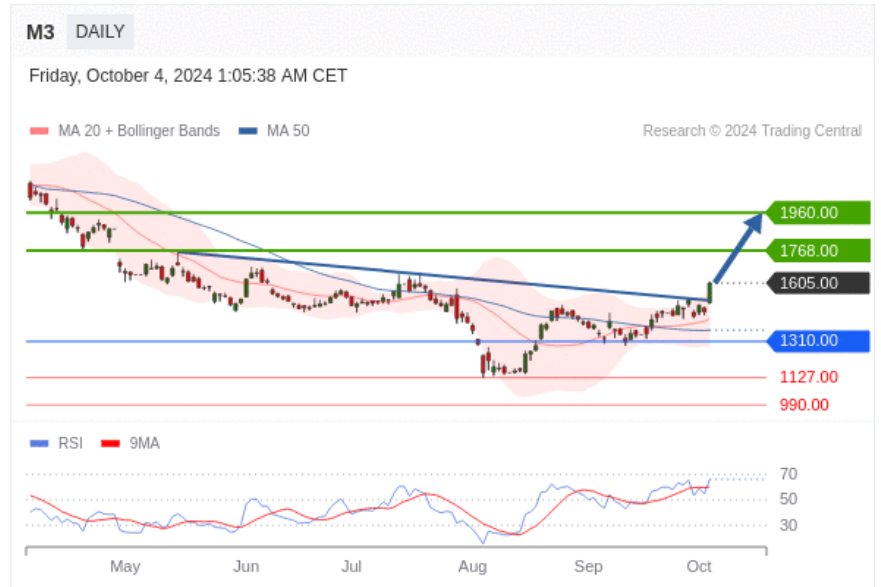 M3 DAILY
Friday, October 4, 2024 1:05:38 AM CET
MA 20 + Bollinger Bands MA 50 Research © 2024 Trading Central
1960.00
1768.00
1605.00
1310.00
1127.00
990.00
RSI 9MA
70
50
30
May Jun Jul Aug Sep Oct